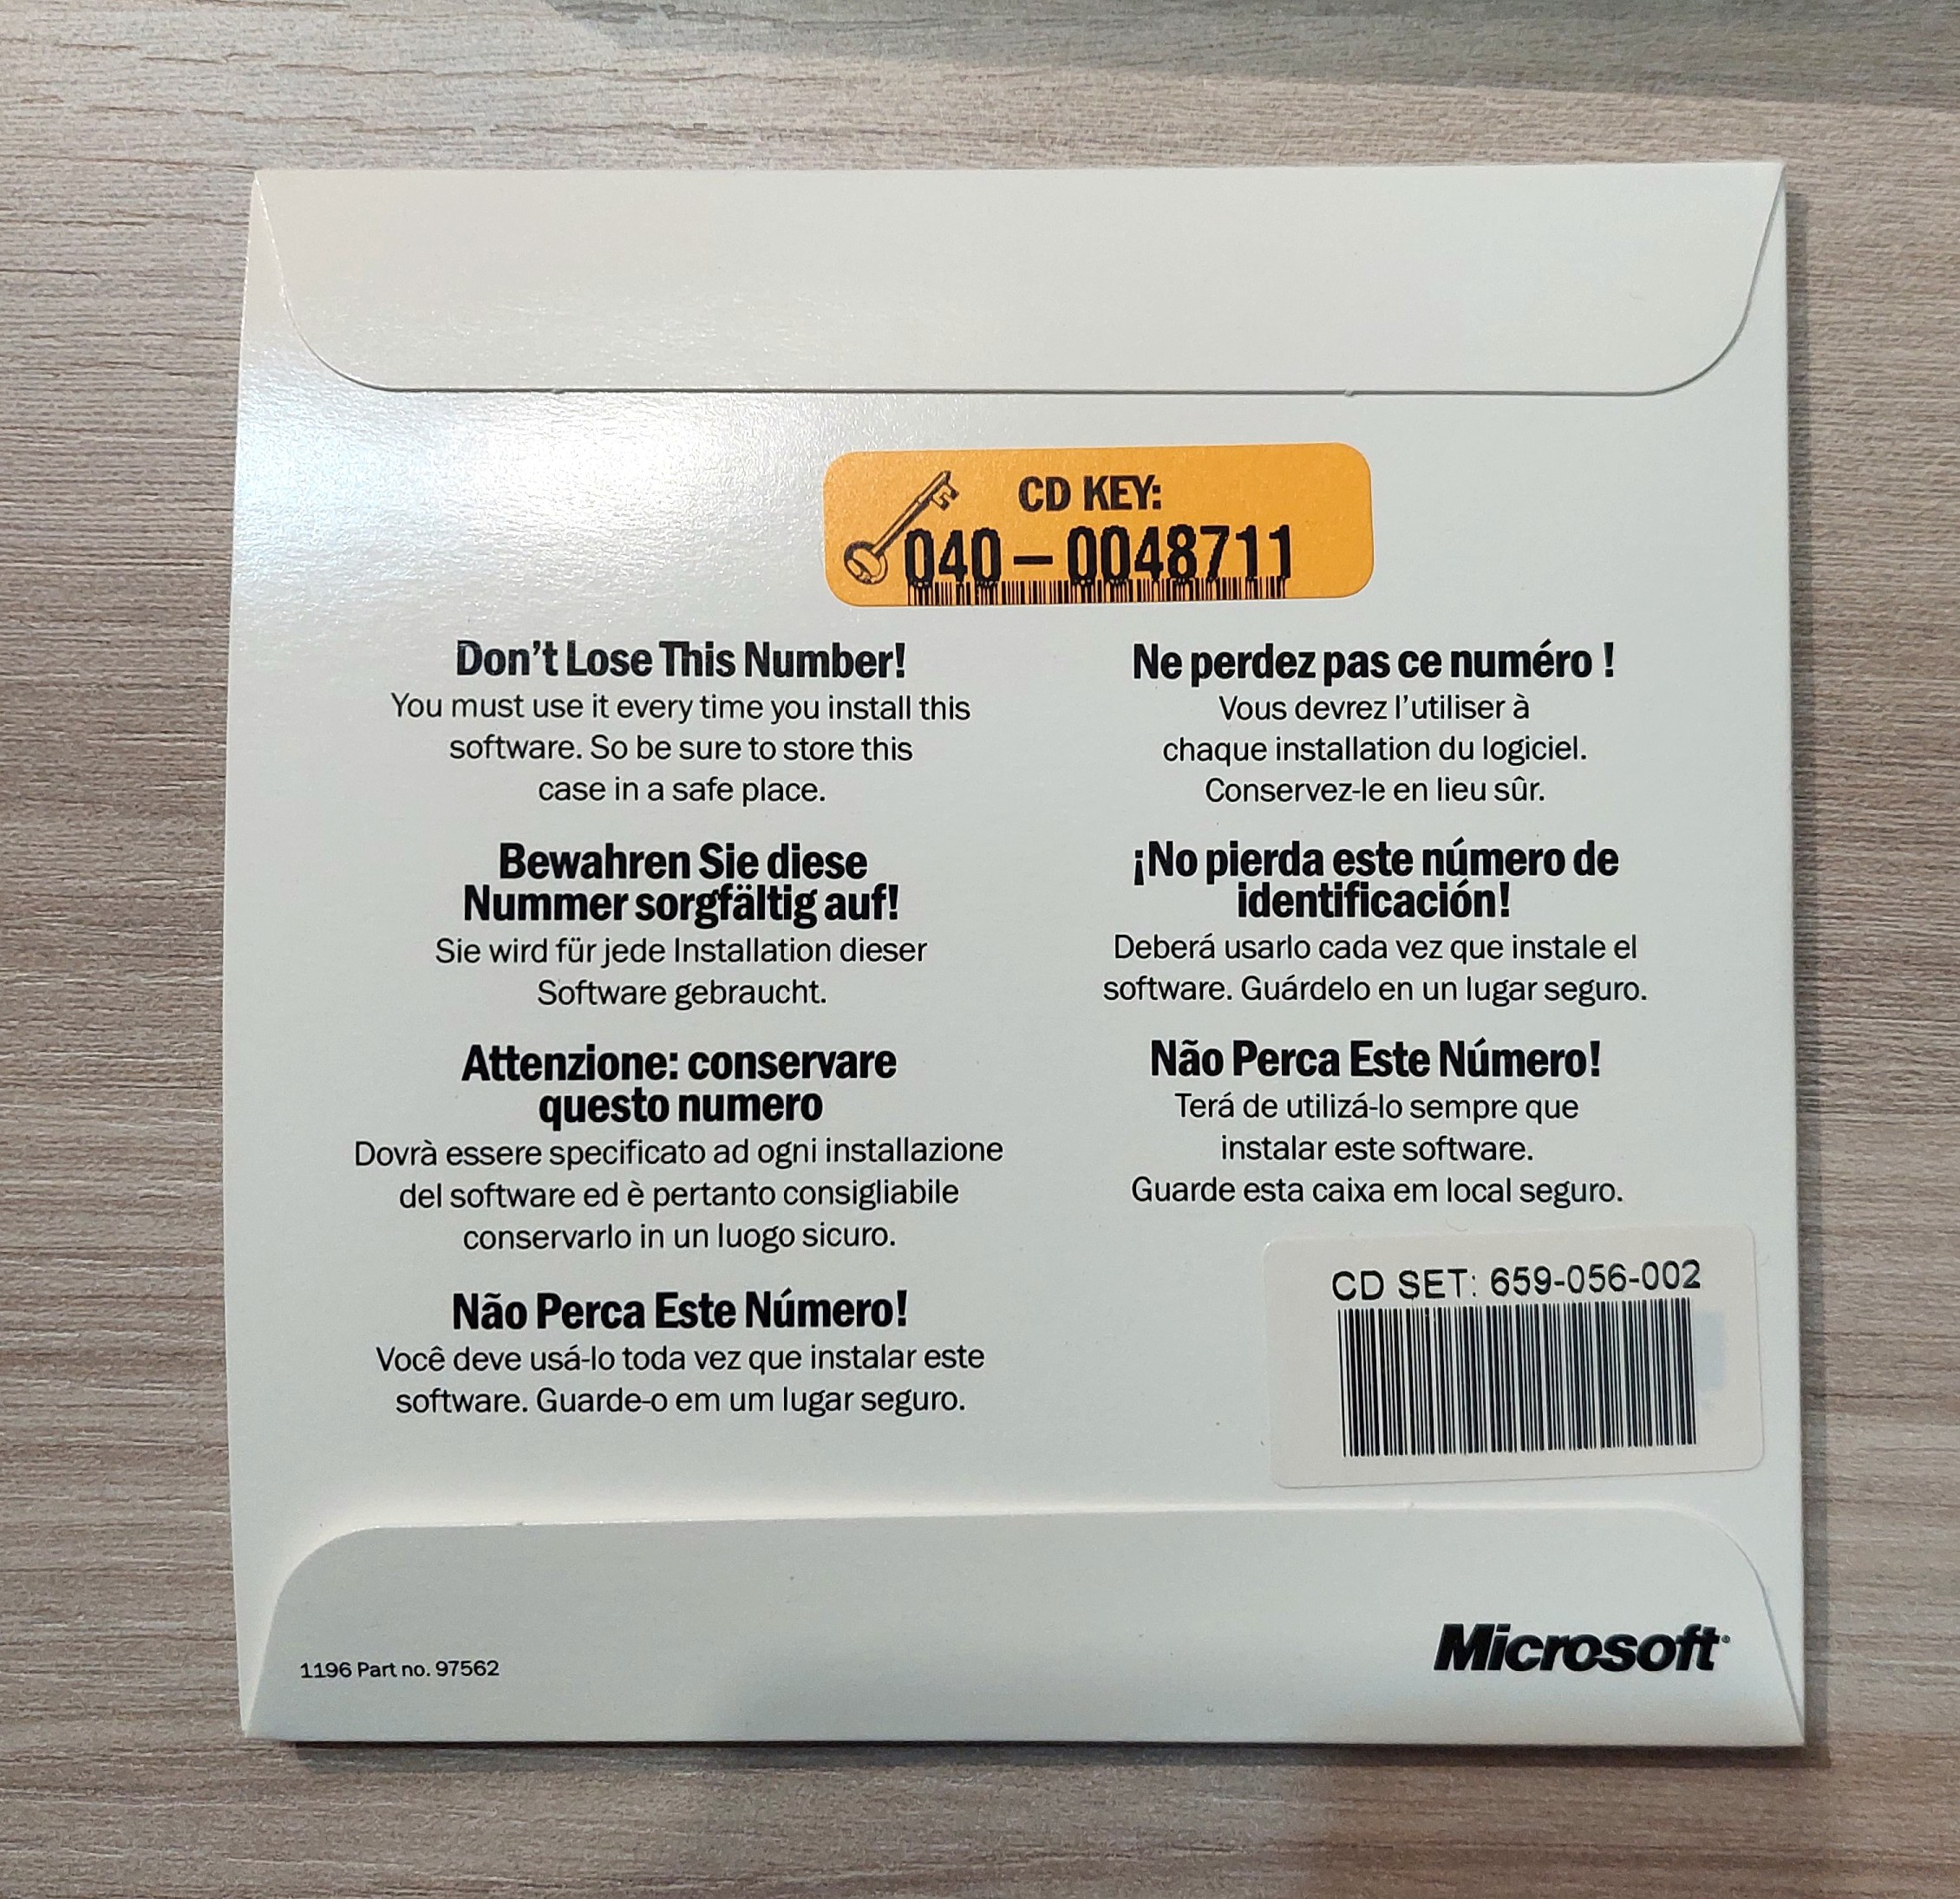 CD KEY:
040 – 0048711
Don't Lose This Number!
You must use it every time you install this
software. So be sure to store this
case in a safe place.
Bewahren Sie diese
Nummer sorgfältig auf!
Sie wird für jede Installation dieser
Software gebraucht.
Attenzione: conservare
questo numero
Dovrà essere specificato ad ogni installazione
del software ed è pertanto consigliabile
conservarlo in un luogo sicuro.
Não Perca Este Número!
Você deve usá-lo toda vez que instalar este
software. Guarde-o em um lugar seguro.
Ne perdez pas ce numéro !
Vous devrez l'utiliser à
chaque installation du logiciel.
Conservez-le en lieu sûr.
¡No pierda este número de
identificación!
Deberá usarlo cada vez que instale el
software. Guárdelo en un lugar seguro.
Não Perca Este Número!
Terá de utilizá-lo sempre que
instalar este software.
Guarde esta caixa em local seguro.
CD SET: 659-056-002
1196 Part no. 97562
Microsoft®